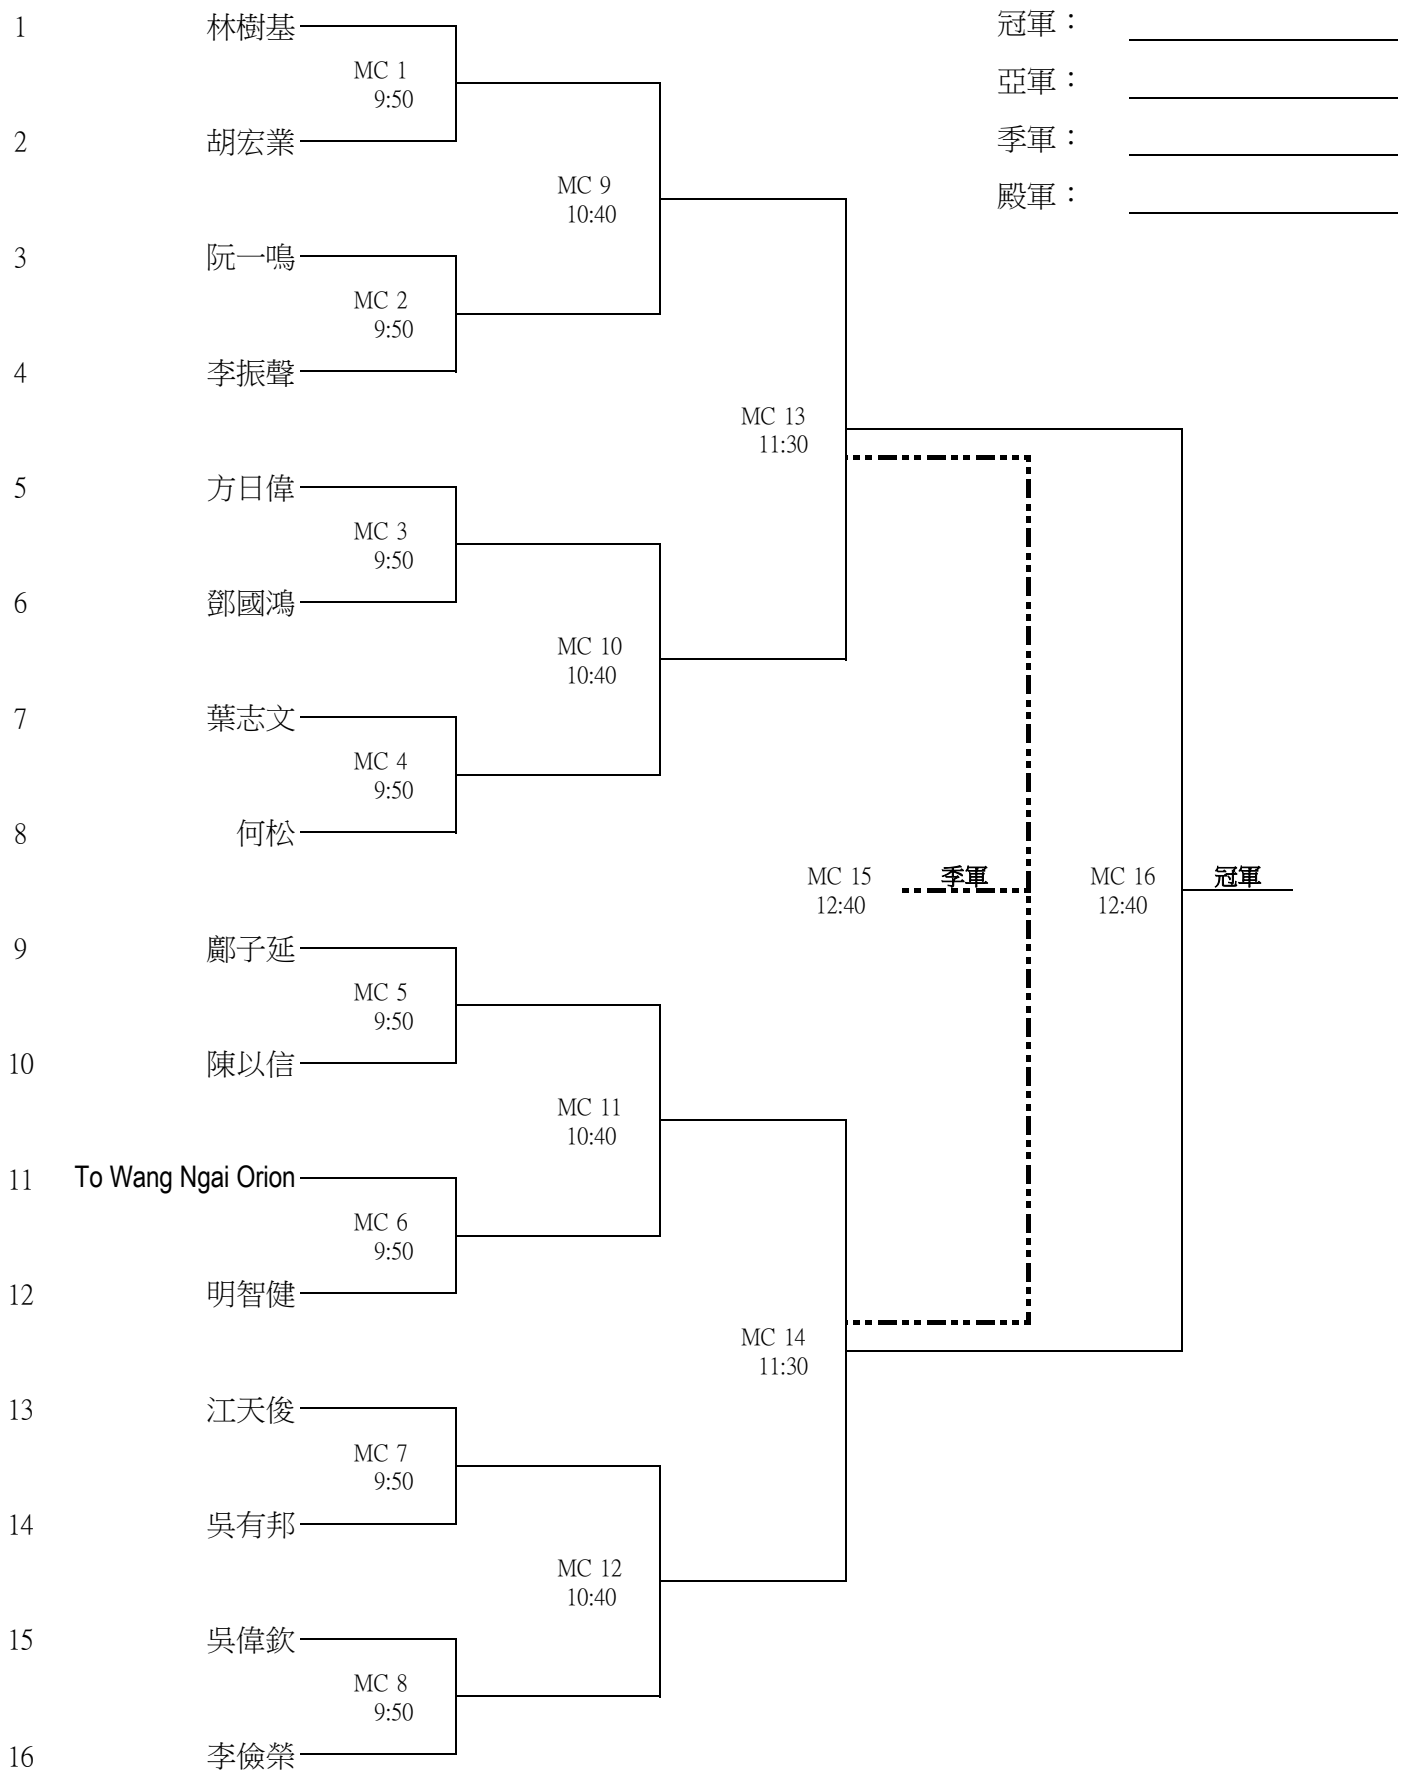 1 林樹基
冠軍：
MC 1
9:50
亞軍：
2 胡宏業
季軍：
MC 9
10:40
殿軍：
3 阮一鳴
MC 2
9:50
4 李振聲
MC 13
11:30
5 方日偉
MC 3
9:50
6 鄧國鴻
MC 10
10:40
7 葉志文
MC 4
9:50
8 何松
MC 15
12:40
季軍
MC 16
12:40
冠軍
9 鄺子延
MC 5
9:50
10 陳以信
MC 11
10:40
11 To Wang Ngai Orion
MC 6
9:50
12 明智健
MC 14
11:30
13 江天俊
MC 7
9:50
14 吳有邦
MC 12
10:40
15 吳偉欽
MC 8
9:50
16 李儉榮